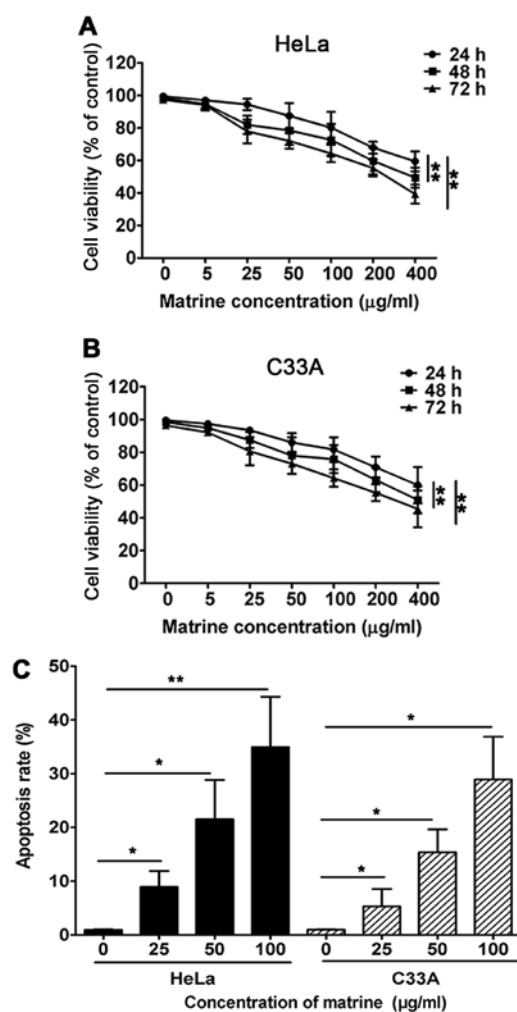 A
HeLa
24 h
48 h
72 h
Cell viability (% of control)
120
100
80
60
40
20
0
**
**
0 5 25 50 100 200 400
Matrine concentration (μg/ml)
B
C33A
24 h
48 h
72 h
Cell viability (% of control)
120
100
80
60
40
20
0
**
**
0 5 25 50 100 200 400
Matrine concentration (μg/ml)
C
Apoptosis rate (%)
50
40
30
20
10
0
**
*
*
*
*
*
0 25 50 100 0 25 50 100
HeLa C33A
Concentration of matrine (μg/ml)